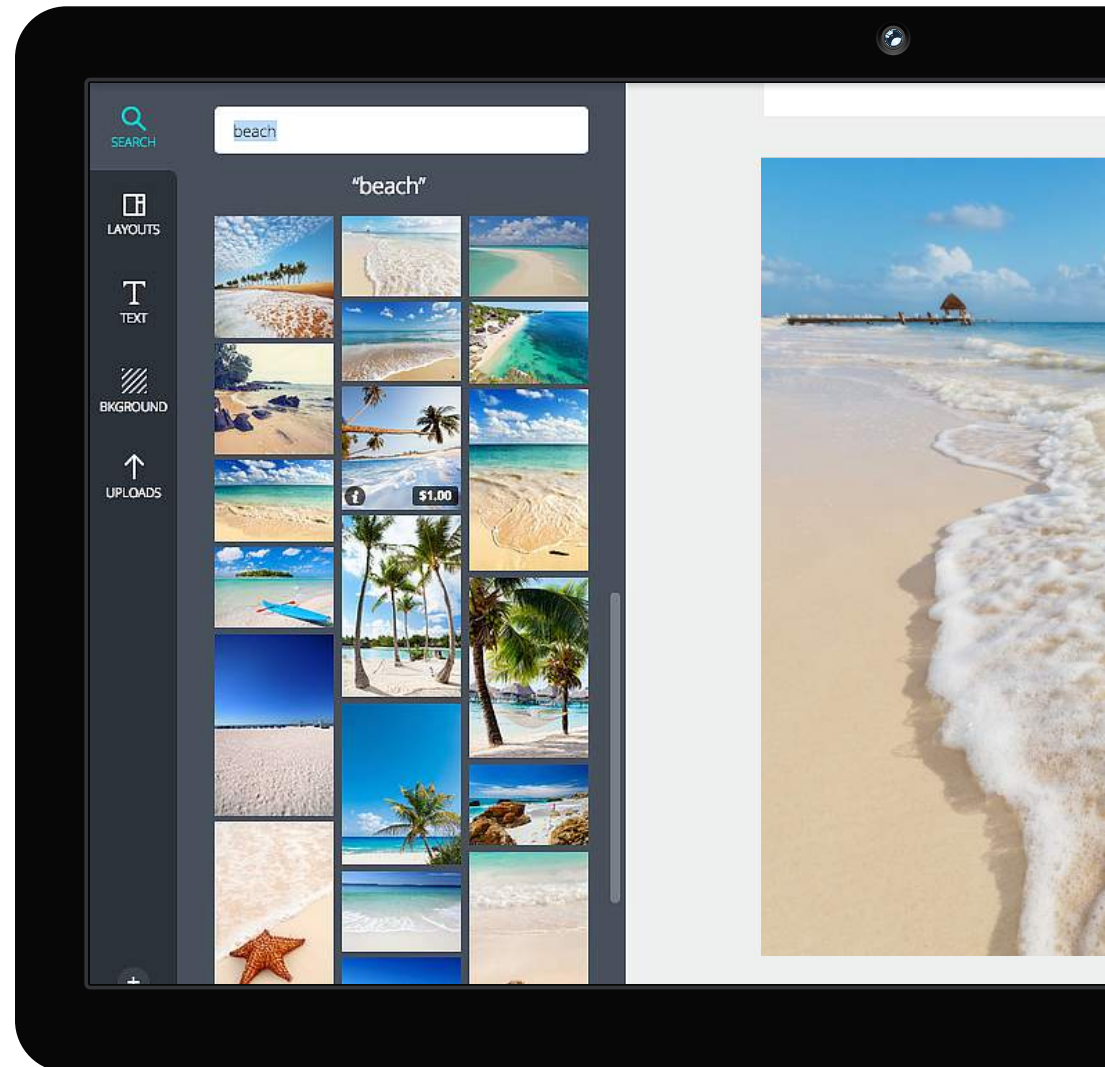 SEARCH
beach
“beach”
LAYOUTS
TEXT
BKGROUND
UPLOADS
$1.00